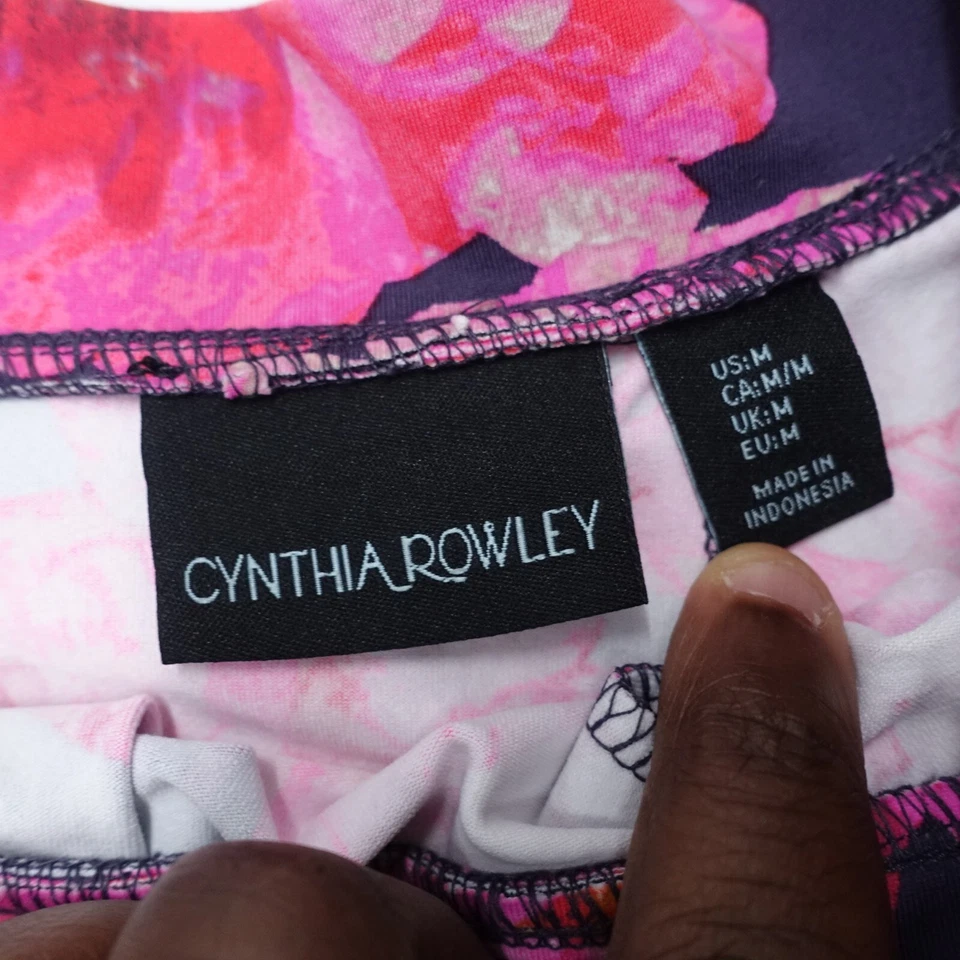 CYNTHIA ROWLEY
US:M
CA:M/M
UK:M
EU:M
MADE IN
INDONESIA